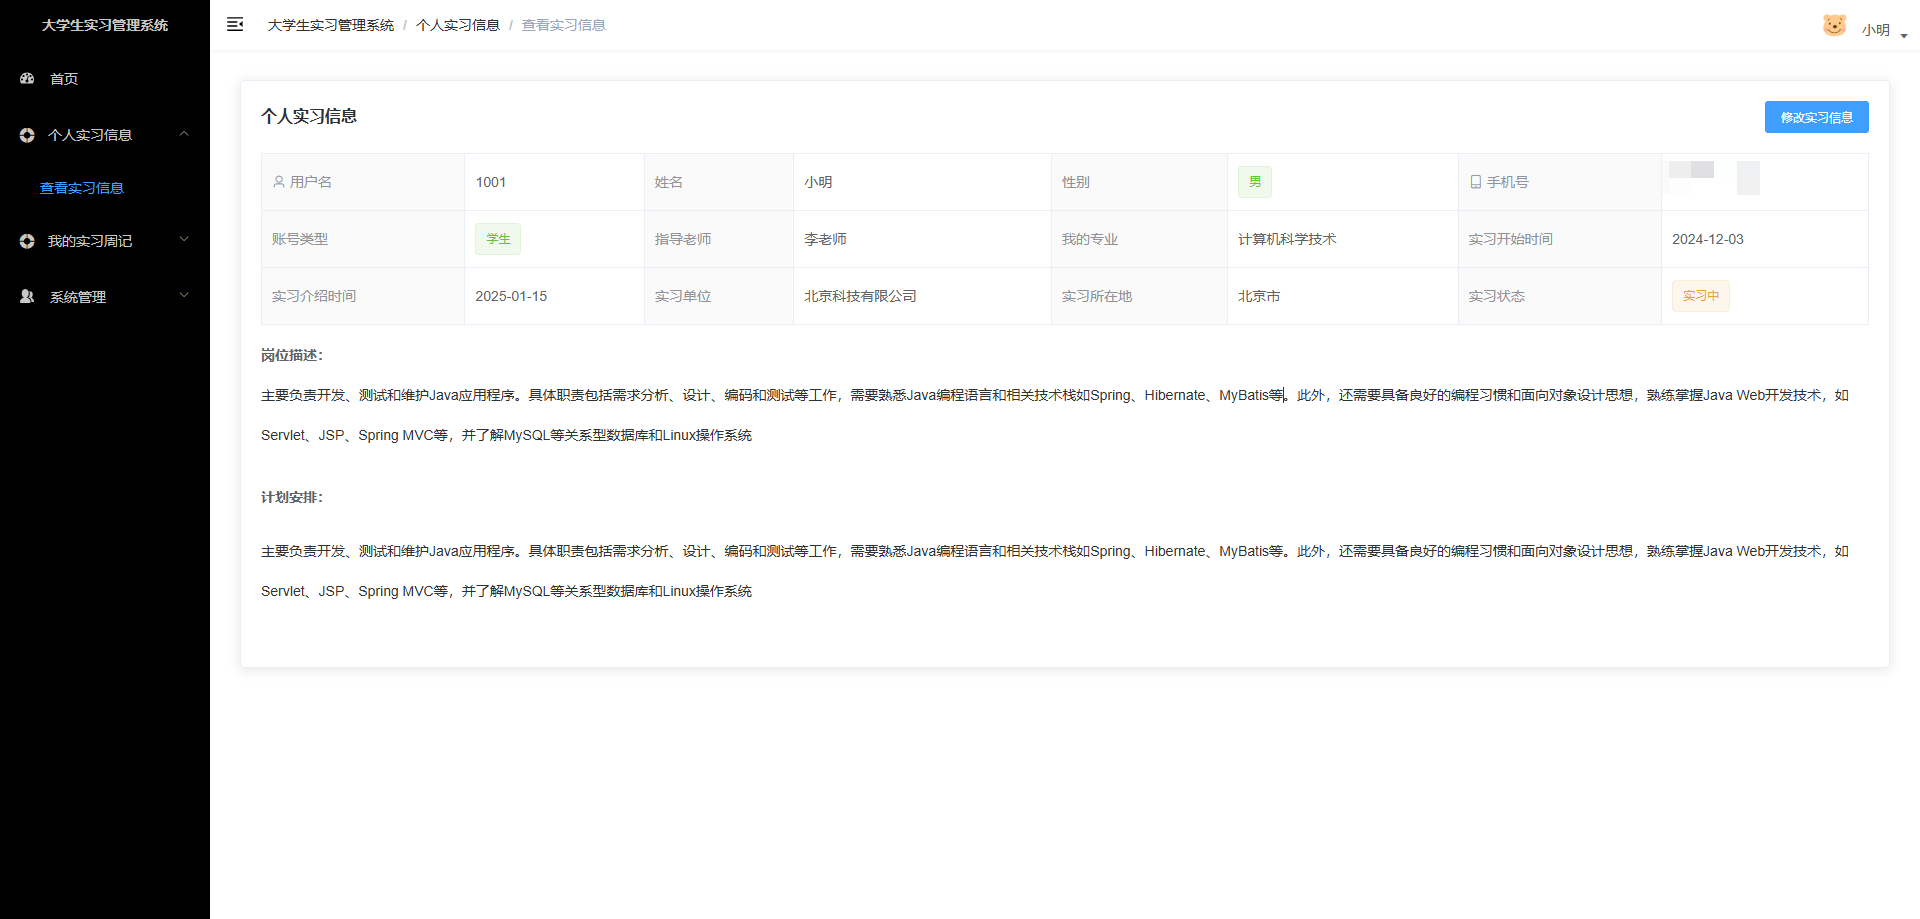 大学生实习管理系统
首页
个人实习信息
查看实习信息
我的实习周记
系统管理
大学生实习管理系统 / 个人实习信息 / 查看实习信息
小明
个人实习信息
修改实习信息
用户名 1001 姓名 小明 性别 男 手机号
账号类型 学生 指导老师 李老师 我的专业 计算机科学技术 实习开始时间 2024-12-03
实习介绍时间 2025-01-15 实习单位 北京科技有限公司 实习所在地 北京市 实习状态 实习中
岗位描述：
主要负责开发、测试和维护Java应用程序。具体职责包括需求分析、设计、编码和测试等工作，需要熟悉Java编程语言和相关技术栈如Spring、Hibernate、MyBatis等。此外，还需要具备良好的编程习惯和面向对象设计思想，熟练掌握Java Web开发技术，如
Servlet、JSP、Spring MVC等，并了解MySQL等关系型数据库和Linux操作系统
计划安排：
主要负责开发、测试和维护Java应用程序。具体职责包括需求分析、设计、编码和测试等工作，需要熟悉Java编程语言和相关技术栈如Spring、Hibernate、MyBatis等。此外，还需要具备良好的编程习惯和面向对象设计思想，熟练掌握Java Web开发技术，如
Servlet、JSP、Spring MVC等，并了解MySQL等关系型数据库和Linux操作系统